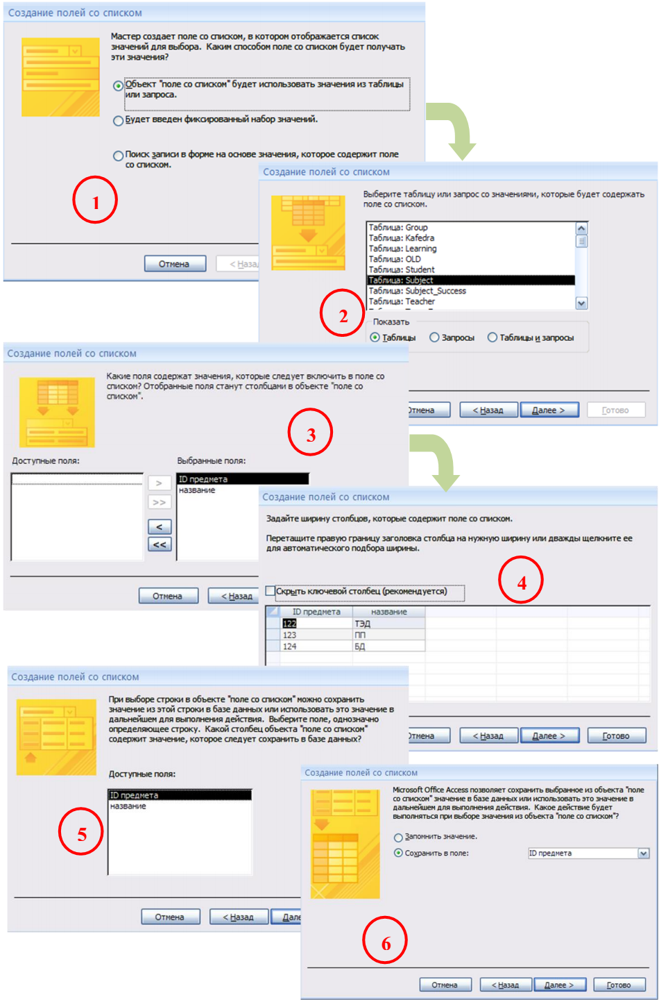 Создание полей со списком
Мастер создает поле со списком, в котором отображается список
значений для выбора. Каким способом поле со списком будет получать
эти значения?
Объект "поле со списком" будет использовать значения из таблицы
или запроса.
Будет введен фиксированный набор значений.
Поиск записи в форме на основе значения, которое содержит поле
со списком.
1
Отмена
< Наза
Создание полей со списком
Выберите таблицу или запрос со значениями, которые будет содержать
поле со списком.
Таблица: Group
Таблица: Kafedra
Таблица: Learning
Таблица: OLD
Таблица: Student
Таблица: Subject
Таблица: Subject_Success
Таблица: Teacher
2
Показать
Таблицы
Запросы
Таблицы и запросы
Отмена
< Назад
Далее >
Готово
Создание полей со списком
Какие поля содержат значения, которые следует включить в поле со
списком? Отобранные поля станут столбцами в объекте "поле со
списком".
3
Доступные поля:
Выбранные поля:
ID предмета
название
>
>>
<
<<
Отмена
< Назад
Создание полей со списком
Задайте ширину столбцов, которые содержит поле со списком.
Перетащите правую границу заголовка столбца на нужную ширину или дважды щелкните ее
для автоматического подбора ширины.
4
Скрыть ключевой столбец (рекомендуется)
ID предмета название
122 ТЭД
123 ПП
124 БД
Отмена
< Назад
Далее >
Готово
Создание полей со списком
При выборе строки в объекте "поле со списком" можно сохранить
значение из этой строки в базе данных или использовать это значение в
дальнейшем для выполнения действия. Выберите поле, однозначно
определяющее строку. Какой столбец объекта "поле со списком"
содержит значение, которое следует сохранить в базе данных?
Доступные поля:
ID предмета
название
5
Отмена
< Назад
Дале
Создание полей со списком
Microsoft Office Access позволяет сохранить выбранное из объекта "поле
со списком" значение в базе данных или использовать это значение в
дальнейшем для выполнения действия. Какое действие будет
выполняться при выборе значения из объекта "поле со списком"?
Запомнить значение.
Сохранить в поле:
ID предмета
6
Отмена
< Назад
Далее >
Готово